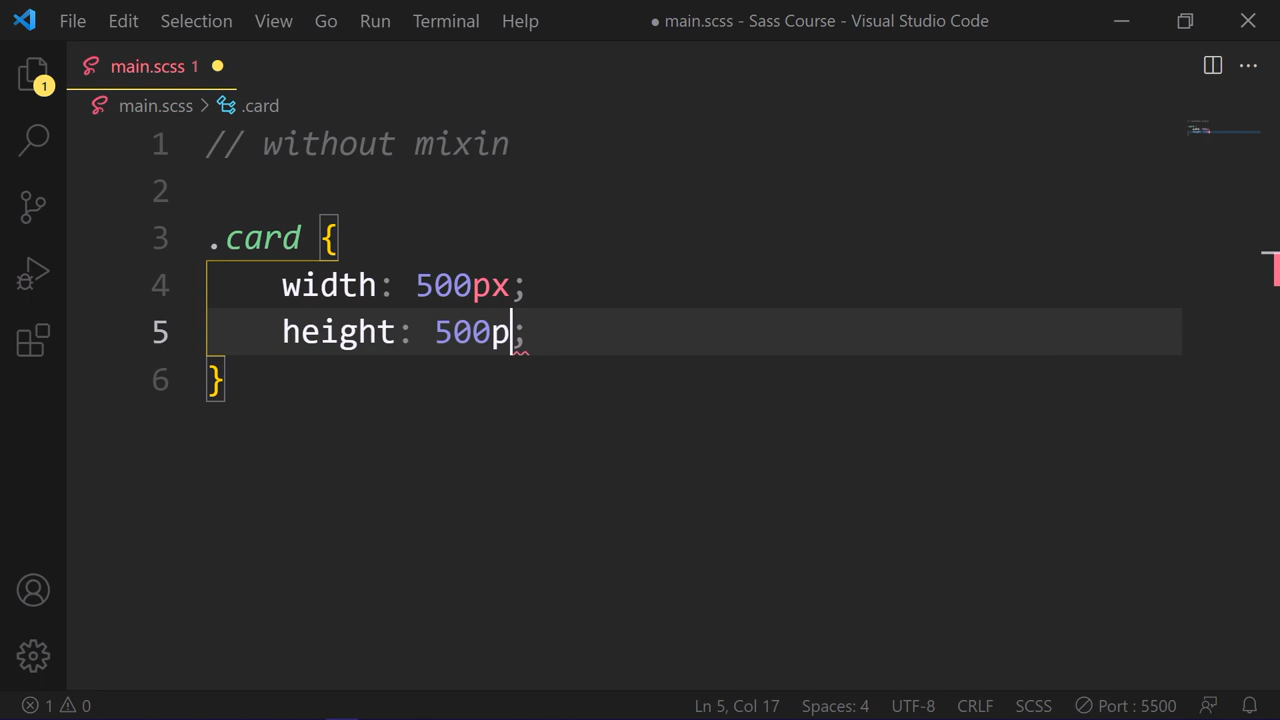 File Edit Selection View Go Run Terminal Help ● main.scss - Sass Course - Visual Studio Code
main.scss 1
1
main.scss > .card
1 // without mixin
2
3 .card {
4 width: 500px;
5 height: 500p;
6 }
1 0 Ln 5, Col 17 Spaces: 4 UTF-8 CRLF SCSS Port : 5500